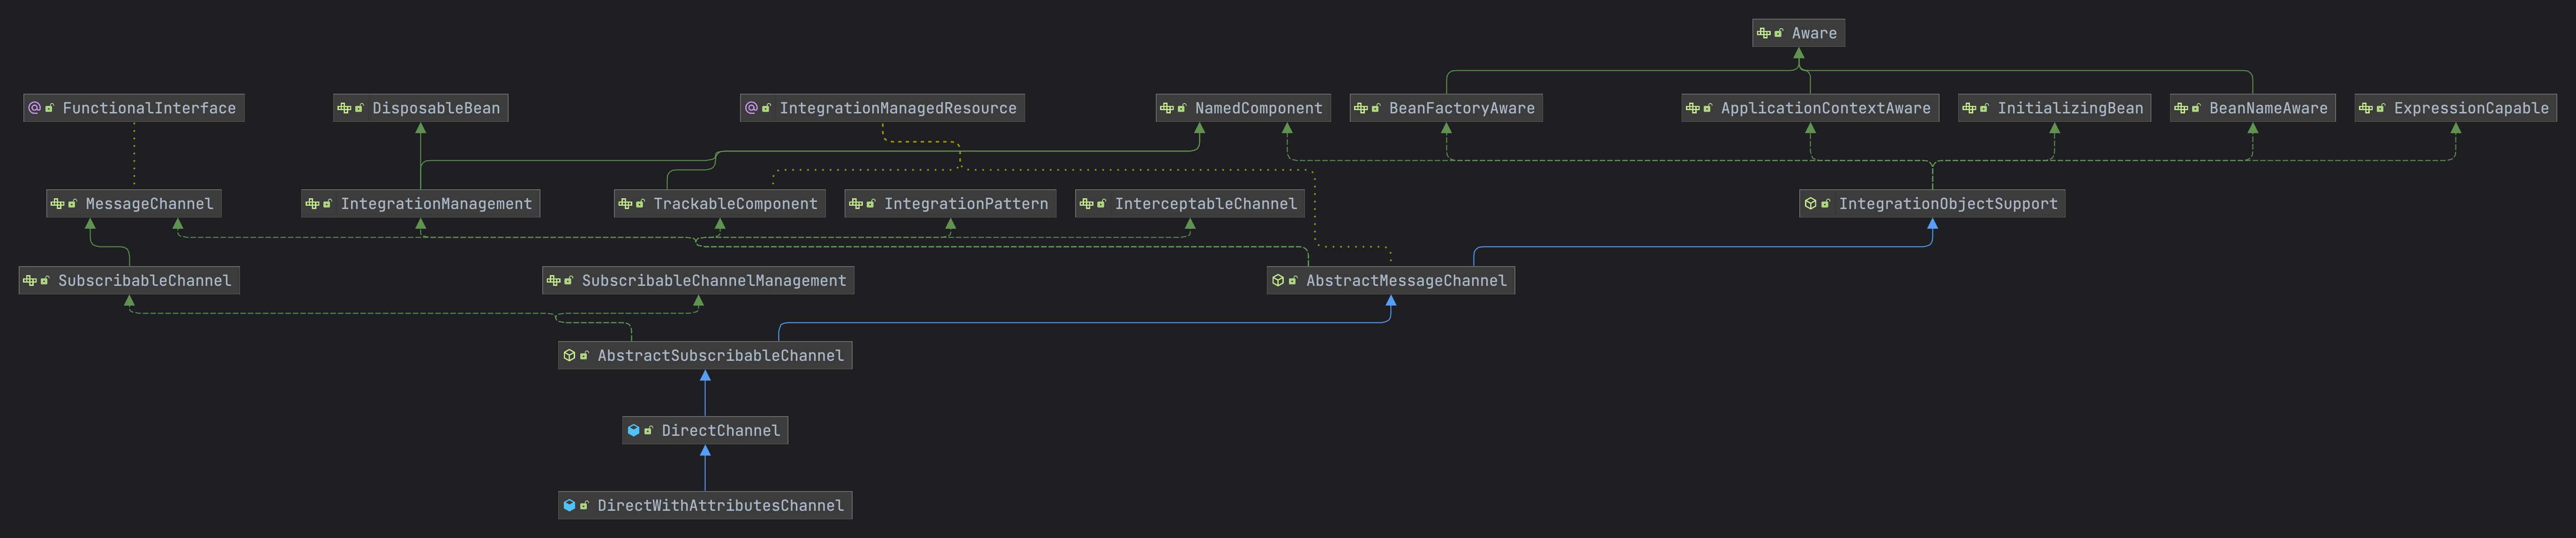 Aware
FunctionalInterface
DisposableBean
IntegrationManagedResource
NamedComponent
BeanFactoryAware
ApplicationContextAware
InitializingBean
BeanNameAware
ExpressionCapable
MessageChannel
IntegrationManagement
TrackableComponent
IntegrationPattern
InterceptableChannel
IntegrationObjectSupport
SubscribableChannel
SubscribableChannelManagement
AbstractMessageChannel
AbstractSubscribableChannel
DirectChannel
DirectWithAttributesChannel